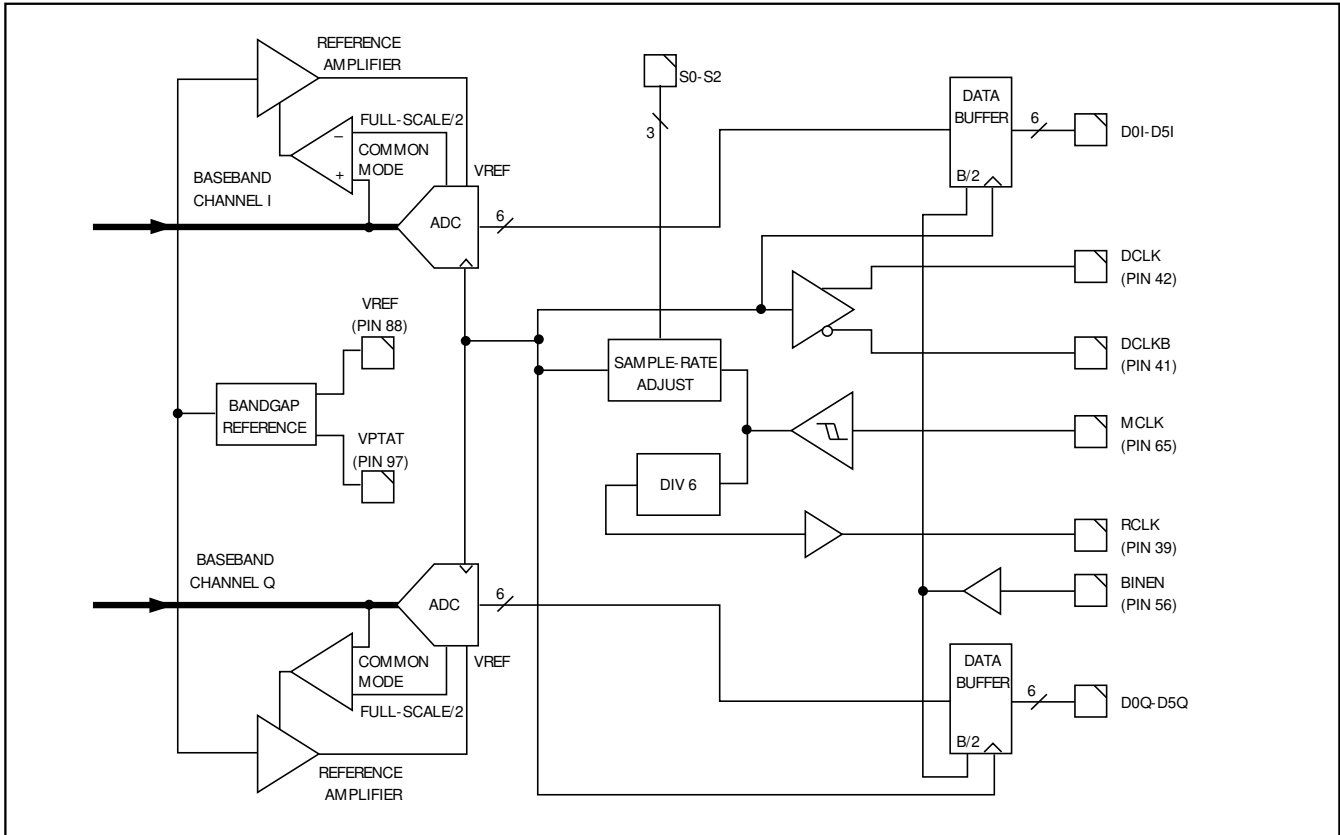 REFERENCE
AMPLIFIER
S0-S2
3
DATA
BUFFER
6
D0I-D5I
B/2
FULL-SCALE/2
−
COMMON
MODE
+
VREF
BASEBAND
CHANNEL I
ADC
6
DCLK
(PIN 42)
VREF
(PIN 88)
DCLKB
(PIN 41)
SAMPLE-RATE
ADJUST
BANDGAP
REFERENCE
VPTAT
(PIN 97)
MCLK
(PIN 65)
DIV 6
RCLK
(PIN 39)
BASEBAND
CHANNEL Q
ADC
6
BINEN
(PIN 56)
COMMON
MODE
VREF
FULL-SCALE/2
DATA
BUFFER
6
D0Q-D5Q
B/2
REFERENCE
AMPLIFIER